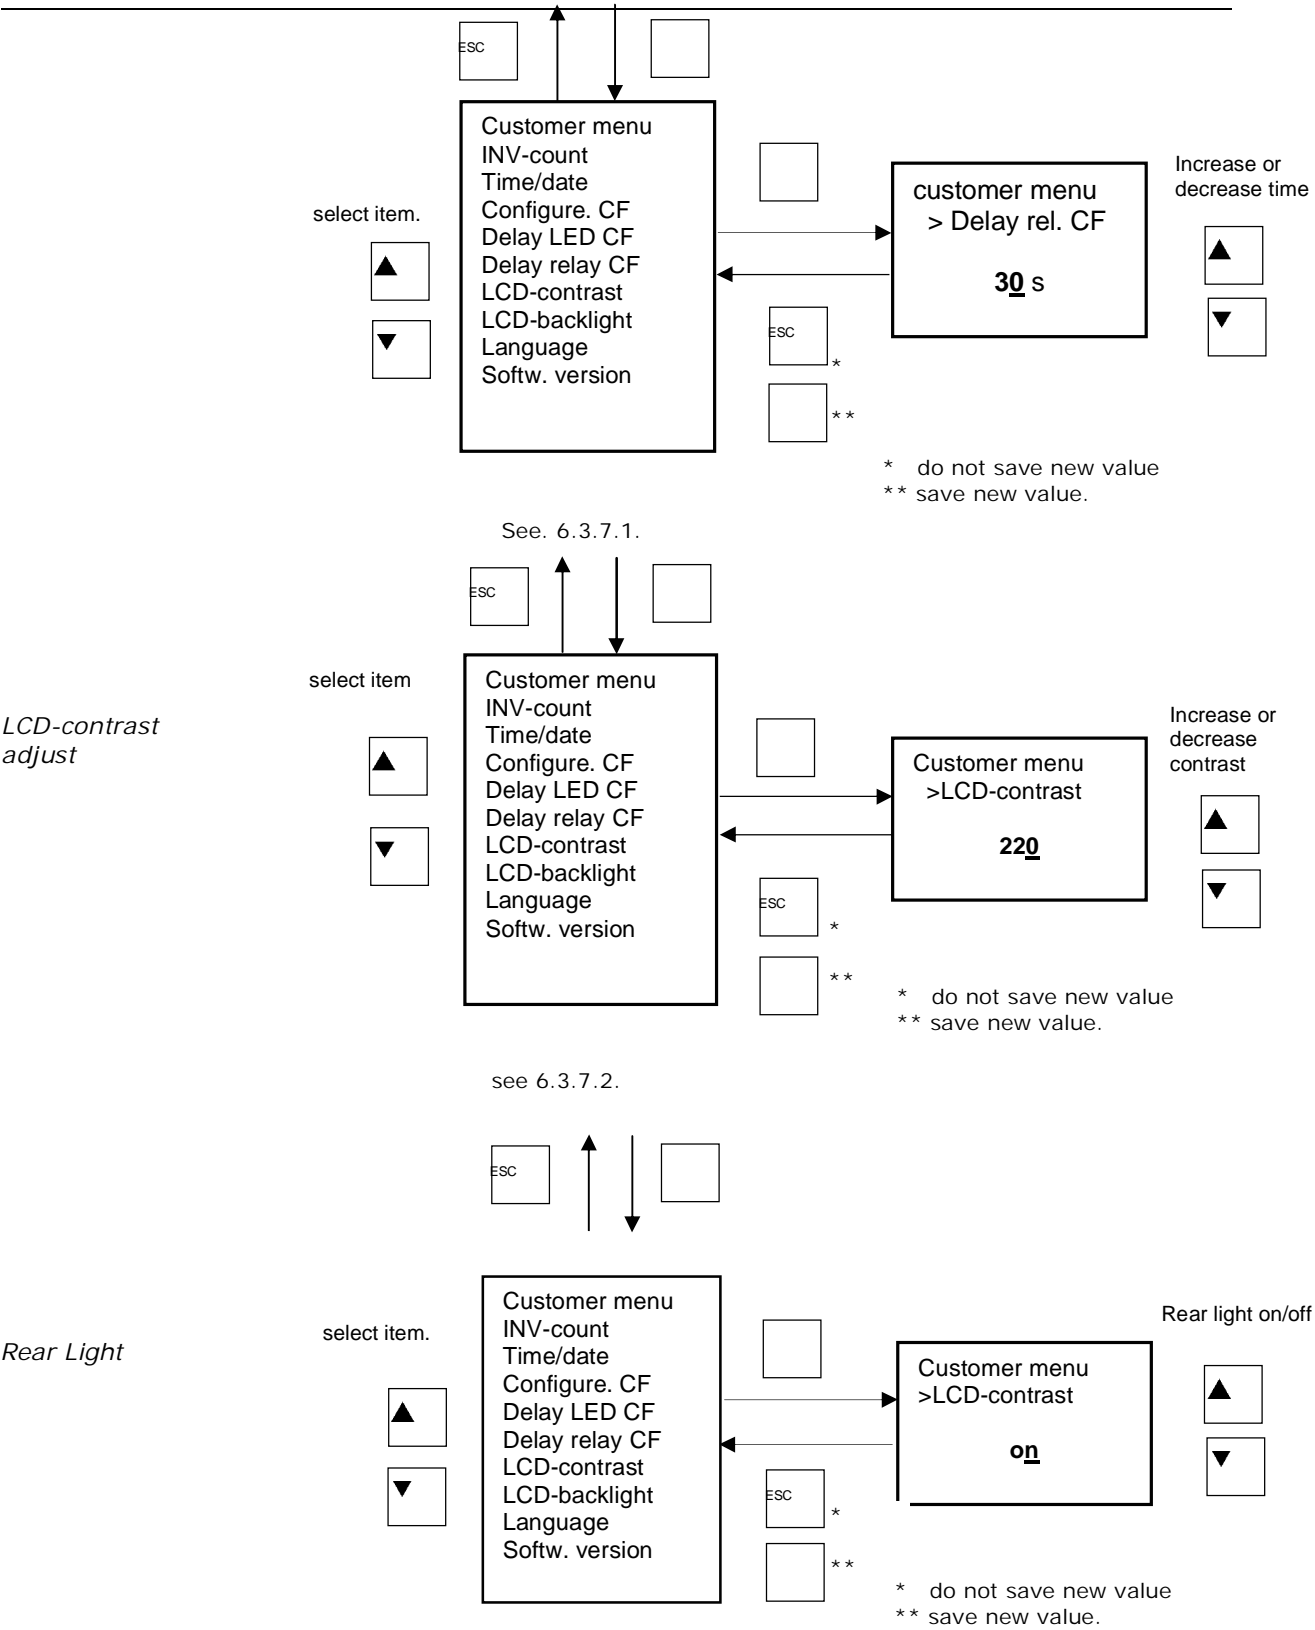 ESC
Customer menu
INV-count
Time/date
Configure. CF
Delay LED CF
Delay relay CF
LCD-contrast
LCD-backlight
Language
Softw. version
select item.
▲
▼
customer menu
> Delay rel. CF
30 s
Increase or
decrease time
▲
▼
ESC
*
**
* do not save new value
** save new value.
See. 6.3.7.1.
ESC
LCD-contrast
adjust
select item
▲
▼
Customer menu
INV-count
Time/date
Configure. CF
Delay LED CF
Delay relay CF
LCD-contrast
LCD-backlight
Language
Softw. version
Customer menu
>LCD-contrast
220
Increase or
decrease
contrast
▲
▼
ESC
*
**
* do not save new value
** save new value.
see 6.3.7.2.
ESC
Rear Light
select item.
▲
▼
Customer menu
INV-count
Time/date
Configure. CF
Delay LED CF
Delay relay CF
LCD-contrast
LCD-backlight
Language
Softw. version
Customer menu
>LCD-contrast
on
Rear light on/off
▲
▼
ESC
*
**
* do not save new value
** save new value.